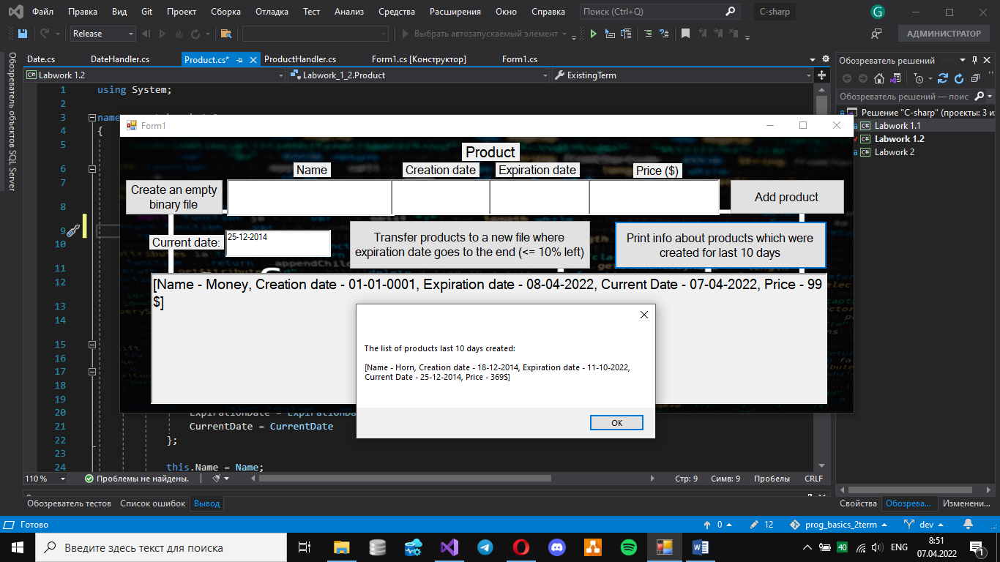 Файл Правка Вид Git Проект Сборка Отладка Тест Анализ Средства Расширения Окно Справка Поиск (Ctrl+Q) C-sharp G
Release Выбрать автозапускаемый элемент АДМИНИСТРАТОР
Date.cs DateHandler.cs Product.cs* ProductHandler.cs Form1.cs [Конструктор] Form1.cs
Обозреватель решений
Labwork 1.2 Labwork_1_2.Product ExistingTerm
Обозреватель решений — поис
Обозреватель объектов SQL Server
1 using System;
2
3
4 {
5
6
7
8
9
10
11
12
13
14
15
16
17
18
19
20
21 CurrentDate = CurrentDate
22 };
23
24 this.Name = Name;
Решение "C-sharp" (проекты: 3 и
Labwork 1.1
Labwork 1.2
Labwork 2
Form1
Product
Name Creation date Expiration date Price ($)
Create an empty
binary file
Add product
Current date: 25-12-2014
Transfer products to a new file where
expiration date goes to the end (<= 10% left)
Print info about products which were
created for last 10 days
[Name - Money, Creation date - 01-01-0001, Expiration date - 08-04-2022, Current Date - 07-04-2022, Price - 99
$]
The list of products last 10 days created:
[Name - Horn, Creation date - 18-12-2014, Expiration date - 11-10-2022,
Current Date - 25-12-2014, Price - 369$]
OK
110 % Проблемы не найдены. Стр: 9 Симв: 9 Пробелы CRLF
Обозреватель тестов Список ошибок Вывод
Свойства Обозрева... Изменени...
Готово 0 12 prog_basics_2term dev
Введите здесь текст для поиска
40 ENG 8:51
07.04.2022 1